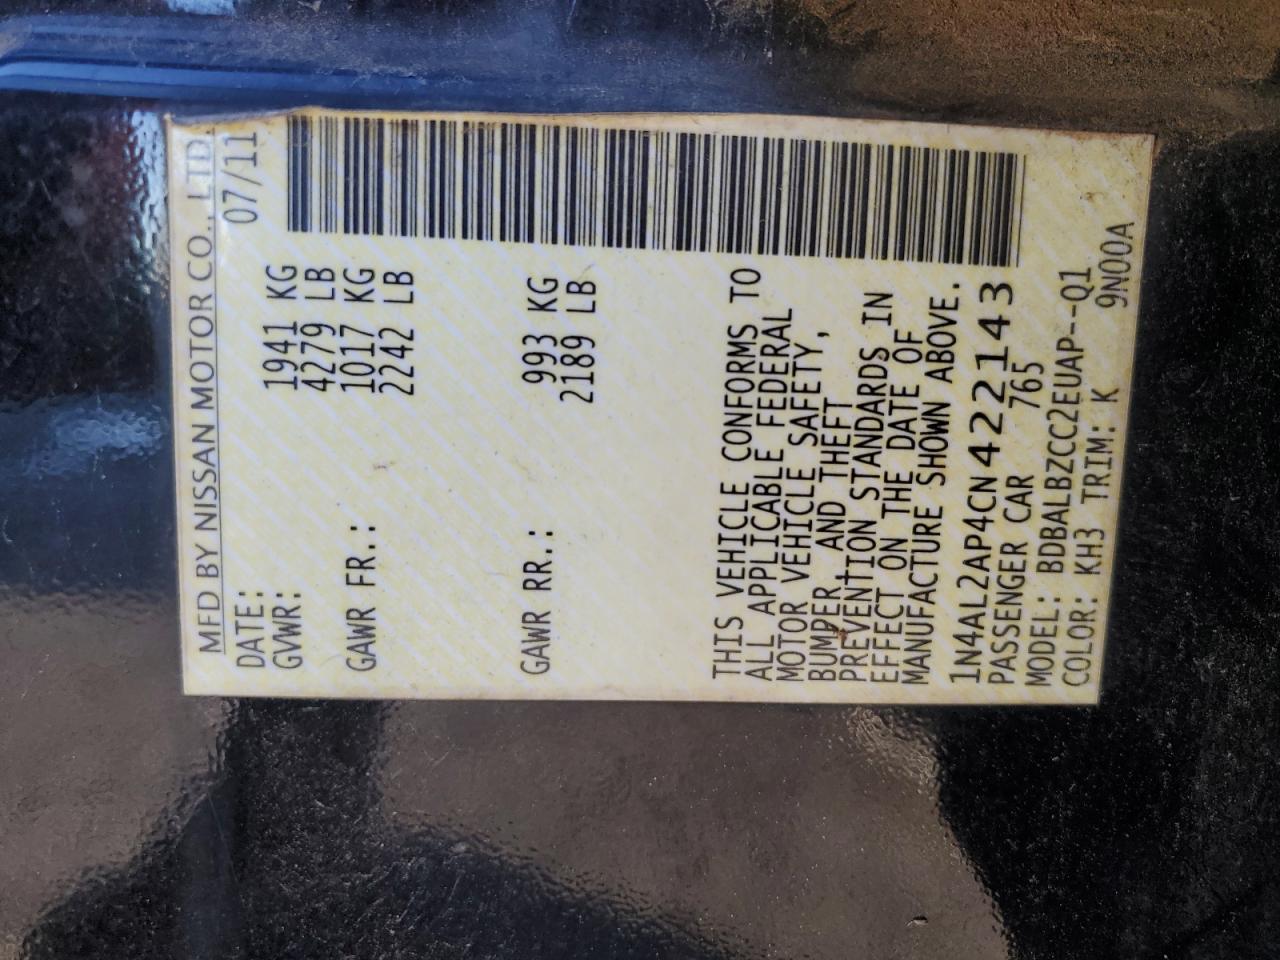 MFD BY NISSAN MOTOR CO., LTD
DATE: 07/11
GVWR: 1941 KG
4279 LB
GAWR FR.: 1017 KG
2242 LB
GAWR RR.: 993 KG
2189 LB
THIS VEHICLE CONFORMS TO
ALL APPLICABLE FEDERAL
MOTOR VEHICLE SAFETY,
BUMPER, AND THEFT
PREVENTION STANDARDS IN
EFFECT ON THE DATE OF
MANUFACTURE SHOWN ABOVE.
1N4AL2AP4CN422143
PASSENGER CAR 765
MODEL: BDBALBZCC2EUAP--Q1
COLOR: KH3 TRIM: K 9N00A